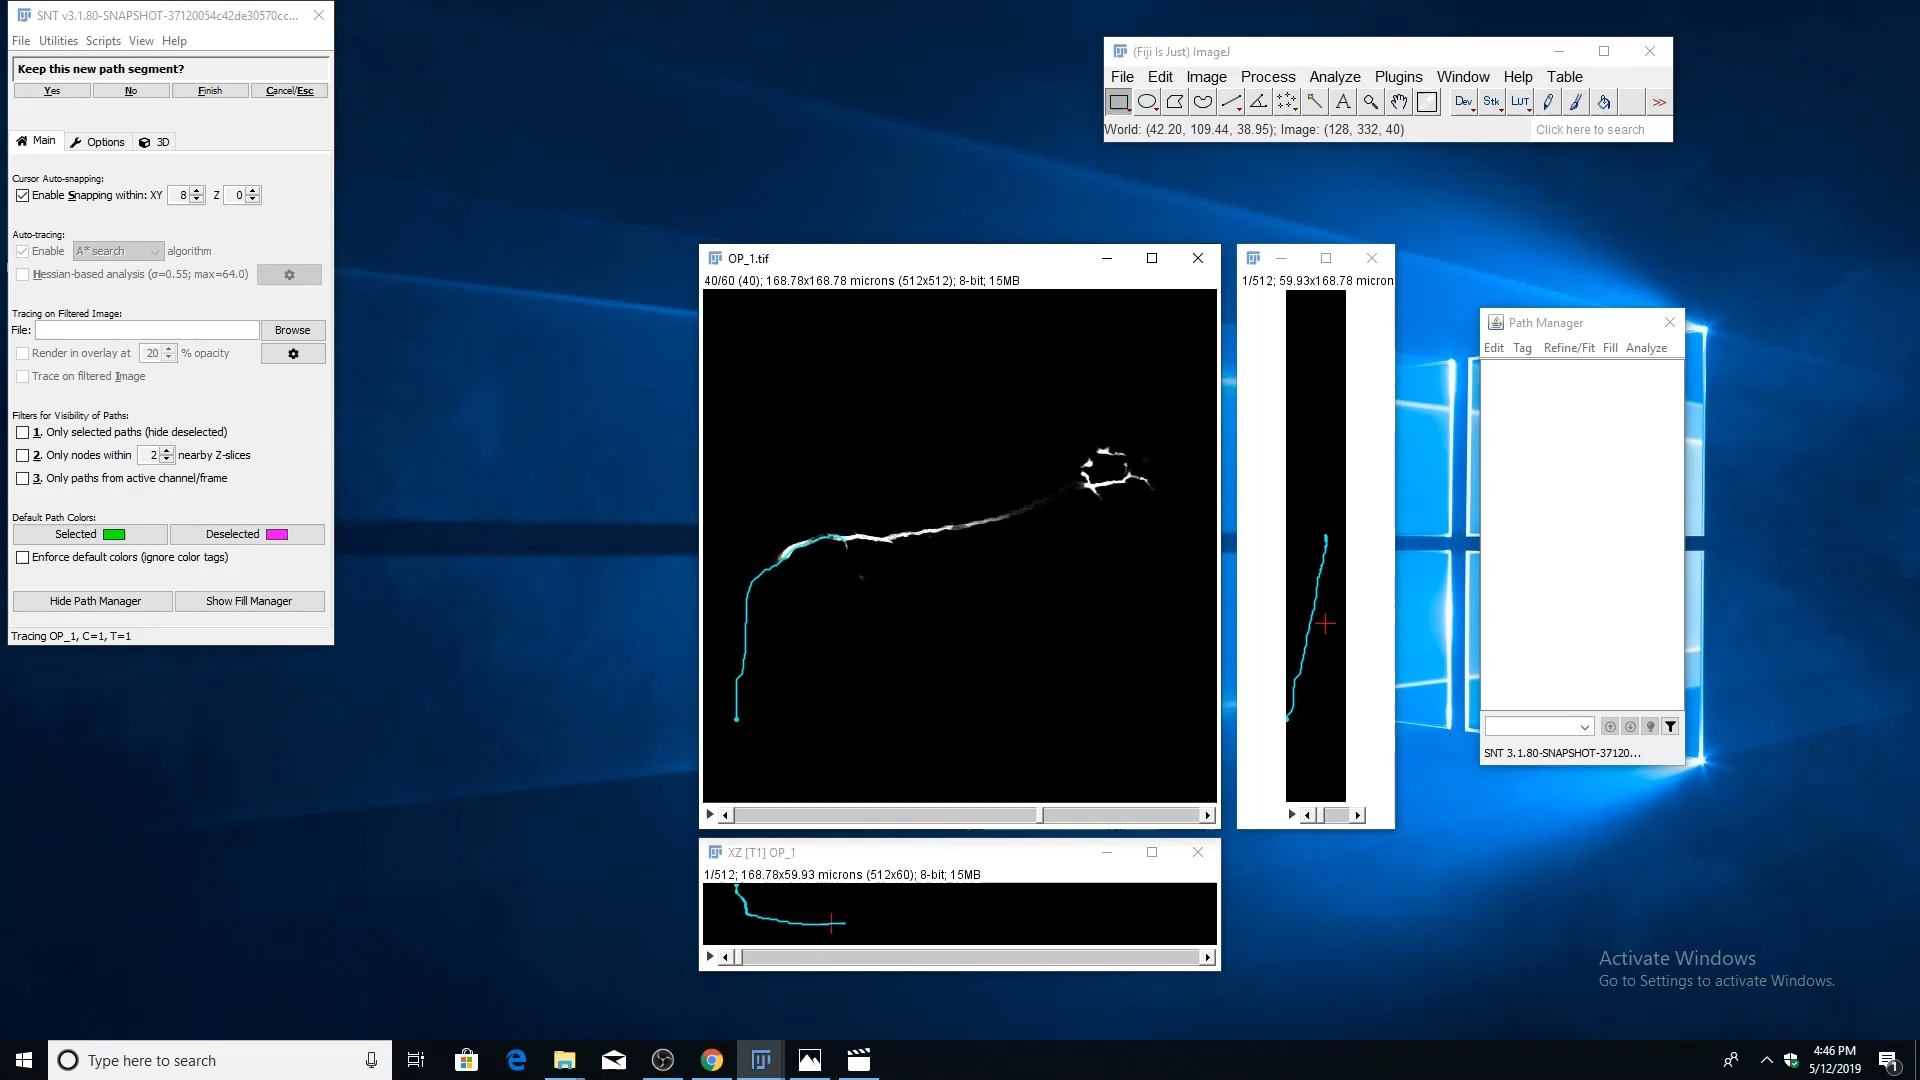 SNT v3.1.80-SNAPSHOT-37120054c42de30570cc...
File Utilities Scripts View Help
Keep this new path segment?
Yes No Finish Cancel/Esc
Main Options 3D
Cursor Auto-snapping:
Enable Snapping within: XY 8 Z 0
Auto-tracing:
Enable A* search algorithm
Hessian-based analysis (σ=0.55; max=64.0)
Tracing on Filtered Image:
File: Browse
Render in overlay at 20 % opacity
Trace on filtered Image
Filters for Visibility of Paths:
1. Only selected paths (hide deselected)
2. Only nodes within 2 nearby Z-slices
3. Only paths from active channel/frame
Default Path Colors:
Selected Deselected
Enforce default colors (ignore color tags)
Hide Path Manager Show Fill Manager
Tracing OP_1, C=1, T=1
(Fiji Is Just) ImageJ
File Edit Image Process Analyze Plugins Window Help Table
A Dev Stk LUT >>
World: (42.20, 109.44, 38.95); Image: (128, 332, 40)
Click here to search
OP_1.tif
40/60 (40); 168.78x168.78 microns (512x512); 8-bit; 15MB
1/512; 59.93x168.78 micron
XZ [T1] OP_1
1/512; 168.78x59.93 microns (512x60); 8-bit; 15MB
Path Manager
Edit Tag Refine/Fit Fill Analyze
SNT 3.1.80-SNAPSHOT-37120...
Activate Windows
Go to Settings to activate Windows.
Type here to search
4:46 PM
5/12/2019
1